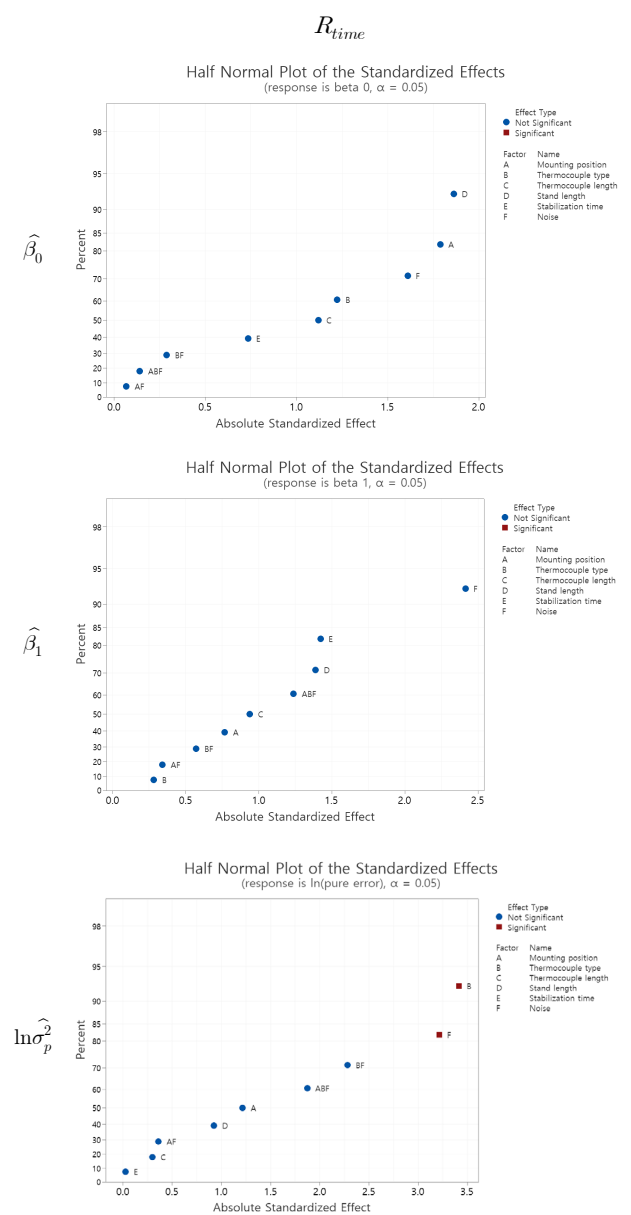 R_time
Half Normal Plot of the Standardized Effects
(response is beta 0, α = 0.05)
Effect Type
Not Significant
Significant
Factor Name
A Mounting position
B Thermocouple type
C Thermocouple length
D Stand length
E Stabilization time
F Noise
98
95
90
85
80
70
60
50
40
30
20
10
0
Percent
D
A
F
B
C
E
BF
ABF
AF
0.0 0.5 1.0 1.5 2.0
Absolute Standardized Effect
β̂_0
Half Normal Plot of the Standardized Effects
(response is beta 1, α = 0.05)
Effect Type
Not Significant
Significant
Factor Name
A Mounting position
B Thermocouple type
C Thermocouple length
D Stand length
E Stabilization time
F Noise
98
95
90
85
80
70
60
50
40
30
20
10
0
Percent
F
E
D
ABF
C
A
BF
AF
B
0.0 0.5 1.0 1.5 2.0 2.5
Absolute Standardized Effect
β̂_1
Half Normal Plot of the Standardized Effects
(response is ln(pure error), α = 0.05)
Effect Type
Not Significant
Significant
Factor Name
A Mounting position
B Thermocouple type
C Thermocouple length
D Stand length
E Stabilization time
F Noise
98
95
90
85
80
70
60
50
40
30
20
10
0
Percent
B
F
BF
ABF
A
D
AF
C
E
0.0 0.5 1.0 1.5 2.0 2.5 3.0 3.5
Absolute Standardized Effect
lnσ̂²_p